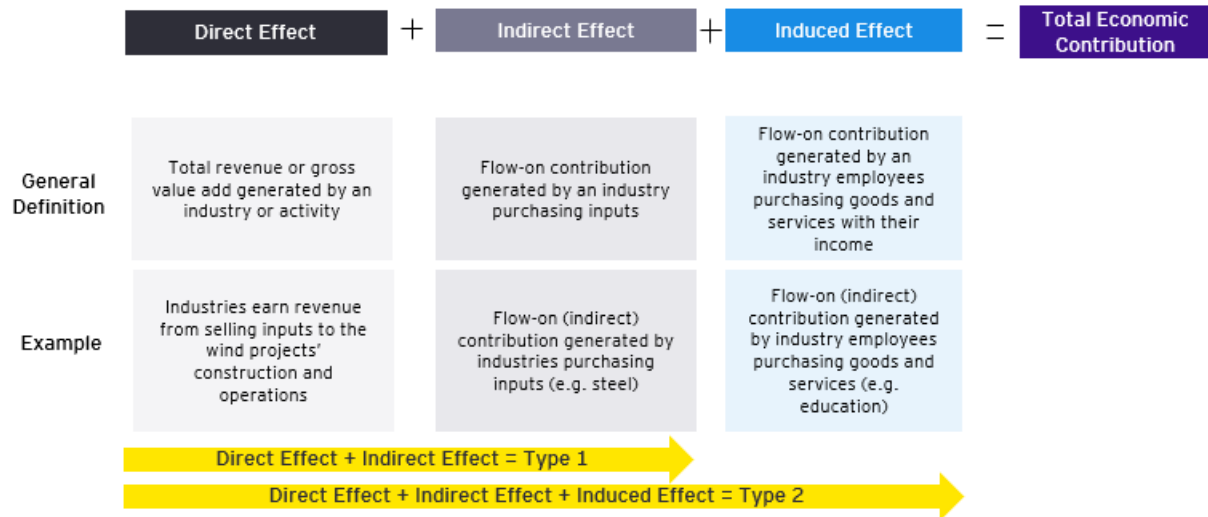 Direct Effect + Indirect Effect + Induced Effect = Total Economic
Contribution
General
Definition
Total revenue or gross
value add generated by an
industry or activity
Flow-on contribution
generated by an industry
purchasing inputs
Flow-on contribution
generated by an
industry employees
purchasing goods and
services with their
income
Example
Industries earn revenue
from selling inputs to the
wind projects'
construction and
operations
Flow-on (indirect)
contribution generated by
industries purchasing
inputs (e.g. steel)
Flow-on (indirect)
contribution generated
by industry employees
purchasing goods and
services (e.g.
education)
Direct Effect + Indirect Effect = Type 1
Direct Effect + Indirect Effect + Induced Effect = Type 2